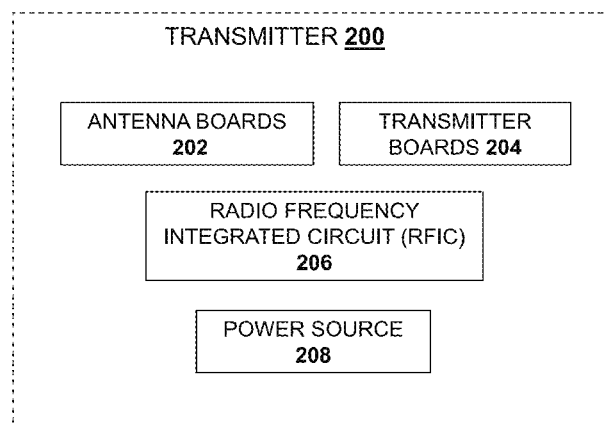 TRANSMITTER 200
ANTENNA BOARDS
202
TRANSMITTER
BOARDS 204
RADIO FREQUENCY
INTEGRATED CIRCUIT (RFIC)
206
POWER SOURCE
208